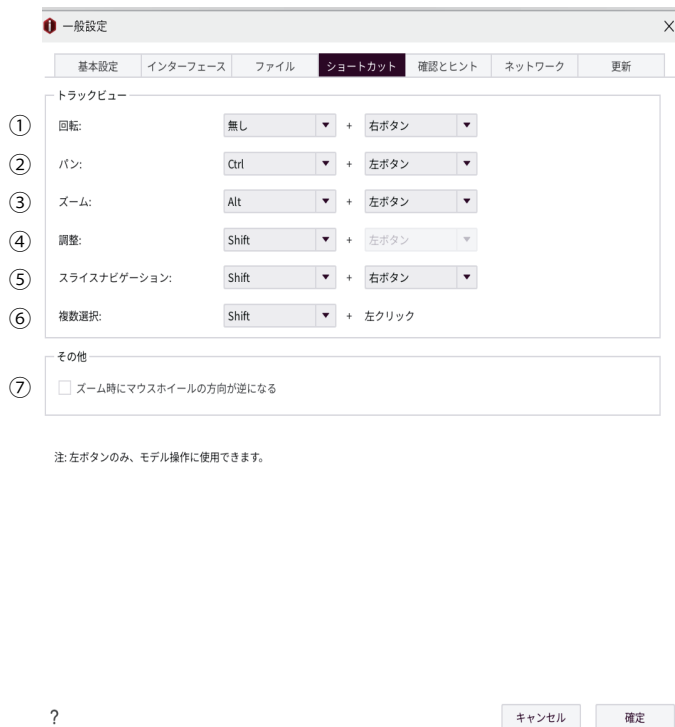 一般設定 X
基本設定 インターフェース ファイル ショートカット 確認とヒント ネットワーク 更新
トラックビュー
① 回転: 無し + 右ボタン
② パン: Ctrl + 左ボタン
③ ズーム: Alt + 左ボタン
④ 調整: Shift + 左ボタン
⑤ スライスナビゲーション: Shift + 右ボタン
⑥ 複数選択: Shift + 左クリック
その他
⑦ ズーム時にマウスホイールの方向が逆になる
注: 左ボタンのみ、モデル操作に使用できます。
? キャンセル 確定